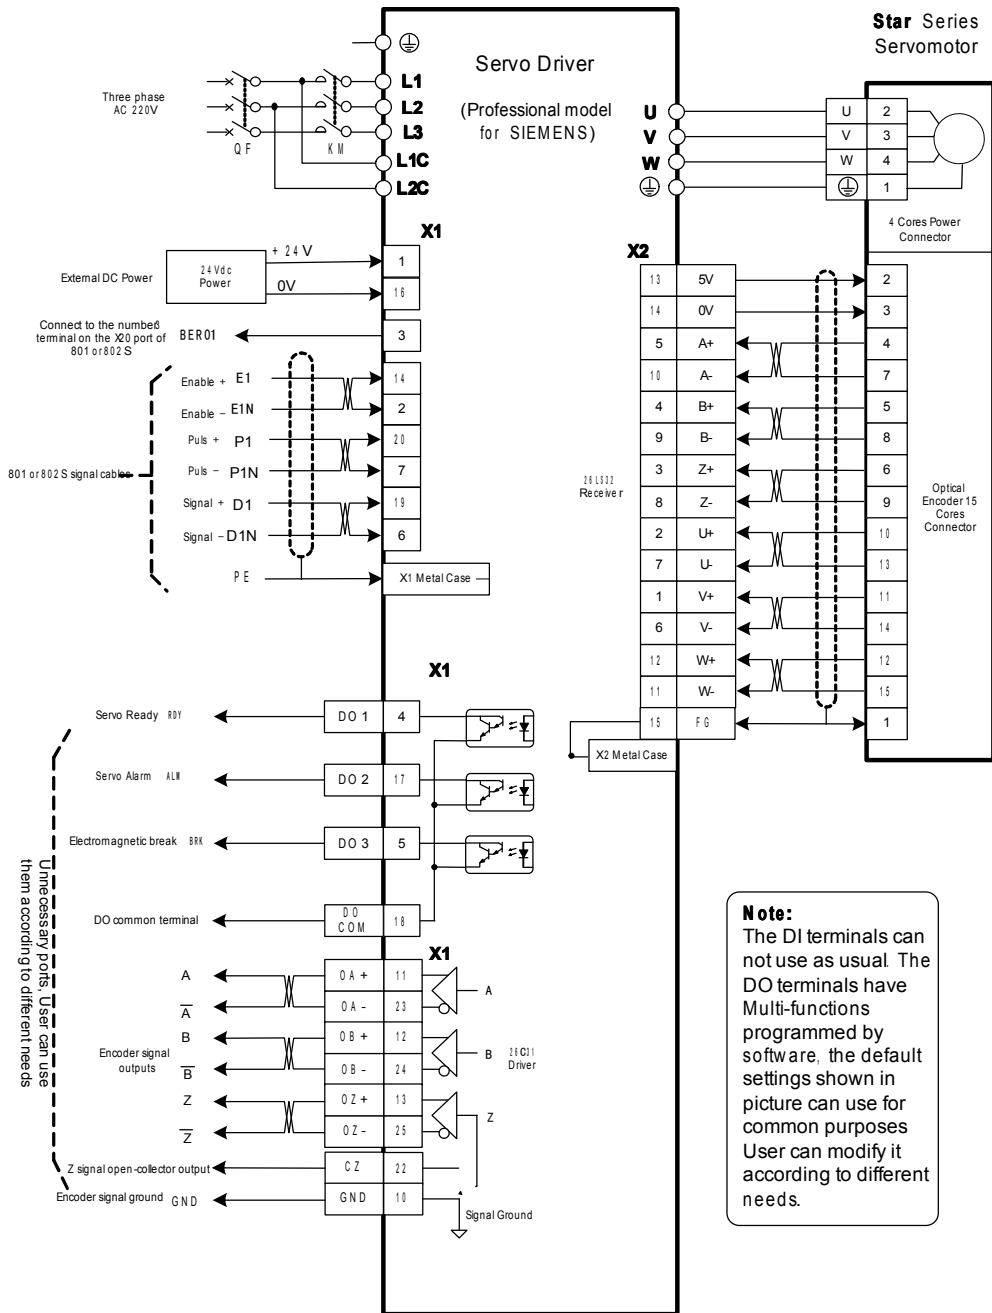 Star Series
Servomotor
Servo Driver
(Professional model
for SIEMENS)
Three phase
AC 220V
QF
KM
L1
L2
L3
L1C
L2C
U
V
W
U 2
V 3
W 4
1
4 Cores Power
Connector
X1
External DC Power
24Vdc
Power
+24V
0V
1
16
Connect to the number8
terminal on the X20 port of
801 or 802 S
BER01
3
801 or 802 S signal cables
Enable + E1 14
Enable - E1N 2
Puls + P1 20
Puls - P1N 7
Signal + D1 19
Signal - D1N 6
PE
X1 Metal Case
X2
26LS32
Receiver
13 5V 2
14 0V 3
5 A+ 4
10 A- 7
4 B+ 5
9 B- 8
3 Z+ 6
8 Z- 9
2 U+ 10
7 U- 13
1 V+ 11
6 V- 14
12 W+ 12
11 W- 15
15 FG 1
X2 Metal Case
Optical
Encoder 15
Cores
Connector
X1
Servo Ready RDY DO 1 4
Servo Alarm ALM DO 2 17
Electromagnetic break BRK DO 3 5
DO common terminal
DO
COM
18
Unnecessary ports, User can use
them according to different needs
X1
Encoder signal
outputs
A OA+ 11
A OA- 23
A
B OB+ 12
B OB- 24
B
Z OZ+ 13
Z OZ- 25
Z
26C31
Driver
Z signal open-collector output CZ 22
Encoder signal ground GND GND 10
Signal Ground
Note:
The DI terminals can
not use as usual. The
DO terminals have
Multi-functions
programmed by
software, the default
settings shown in
picture can use for
common purposes
User can modify it
according to different
needs.